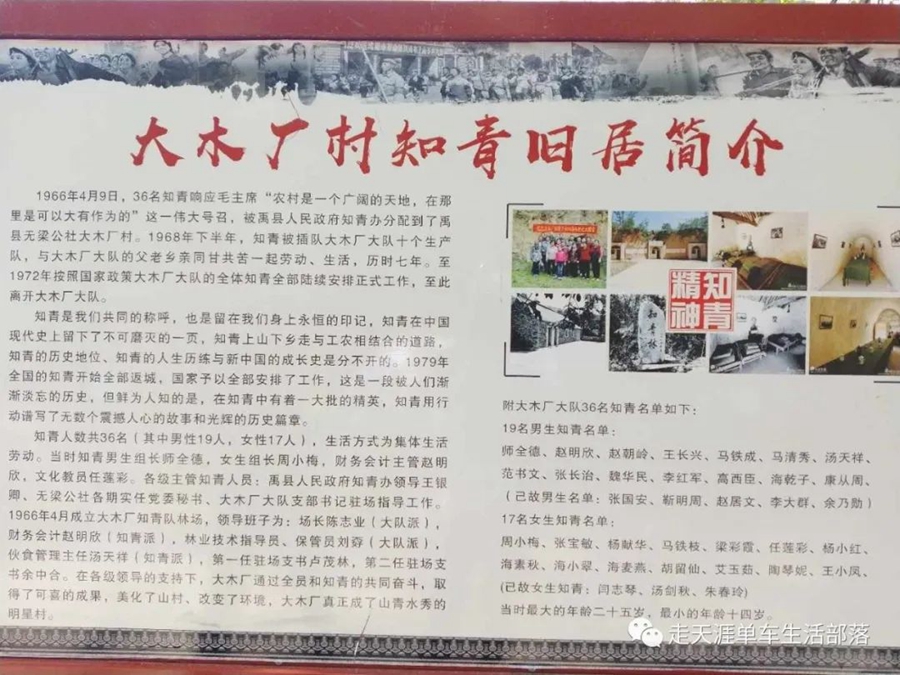 大木厂村知青旧居简介
1966年4月9日，36名知青响应毛主席“农村是一个广阔的天地，在那
里是可以大有作为的”这一伟大号召，被禹县人民政府知青办分配到了禹
县无梁公社大木厂村。1968年下半年，知青被插队大木厂大队十个生产
队，与大木厂大队的父老乡亲同甘共苦一起劳动、生活，历时七年。至
1972年按照国家政策大木厂大队的全体知青全部陆续安排正式工作，至此
离开大木厂大队。
知青是我们共同的称呼，也是留在我们身上永恒的印记，知青在中国
现代史上留下了不可磨灭的一页，知青上山下乡走与工农相结合的道路，
知青的历史地位、知青的人生历练与新中国的成长史是分不开的。1979年
全国的知青开始全部返城，国家予以全部安排了工作，这是一段被人们渐
渐淡忘的历史，但鲜为人知的是，在知青中有着一大批的精英，知青用行
动谱写了无数个震撼人心的故事和光辉的历史篇章。
知青人数共36名（其中男性19人，女性17人），生活方式为集体生活
劳动。当时知青男生组长师全德，女生组长周小梅，财务会计主管赵明
欣，文化教员任莲彩。各级主管知青人员：禹县人民政府知青办领导王银
卿、无梁公社各期实任党委秘书、大木厂大队支部书记驻场指导工作。
1966年4月成立大木厂知青队林场，领导班子为：场长陈志业（大队派），
财务会计赵明欣（知青派），林业技术指导员、保管员刘孬（大队派），
伙食管理主任汤天祥（知青派），第一任驻场支书卢茂林，第二任驻场支
书余中合。在各级领导的支持下，大木厂通过全员和知青的共同奋斗，取
得了可喜的成果，美化了山村、改变了环境，大木厂真正成了山青水秀的
明星村。
知青
精神
知青林
附大木厂大队36名知青名单如下：
19名男生知青名单：
师全德、赵明欣、赵朝岭、王长兴、马铁成、马清秀、汤天祥、
范书文、张长治、魏华民、李红军、高西臣、海乾子、康从周、
（已故男生名单：张国安、靳明周、赵居文、李大群、余乃勋）
17名女生知青名单：
周小梅、张宝敏、杨献华、马铁枝、梁彩霞、任莲彩、杨小红、
海素秋、海小翠、海麦燕、胡留仙、艾玉茹、陶琴妮、王小凤、
(已故女生知青：闫志琴、汤剑秋、朱春玲)
当时最大的年龄二十五岁，最小的年龄十四岁。
走天涯单车生活部落